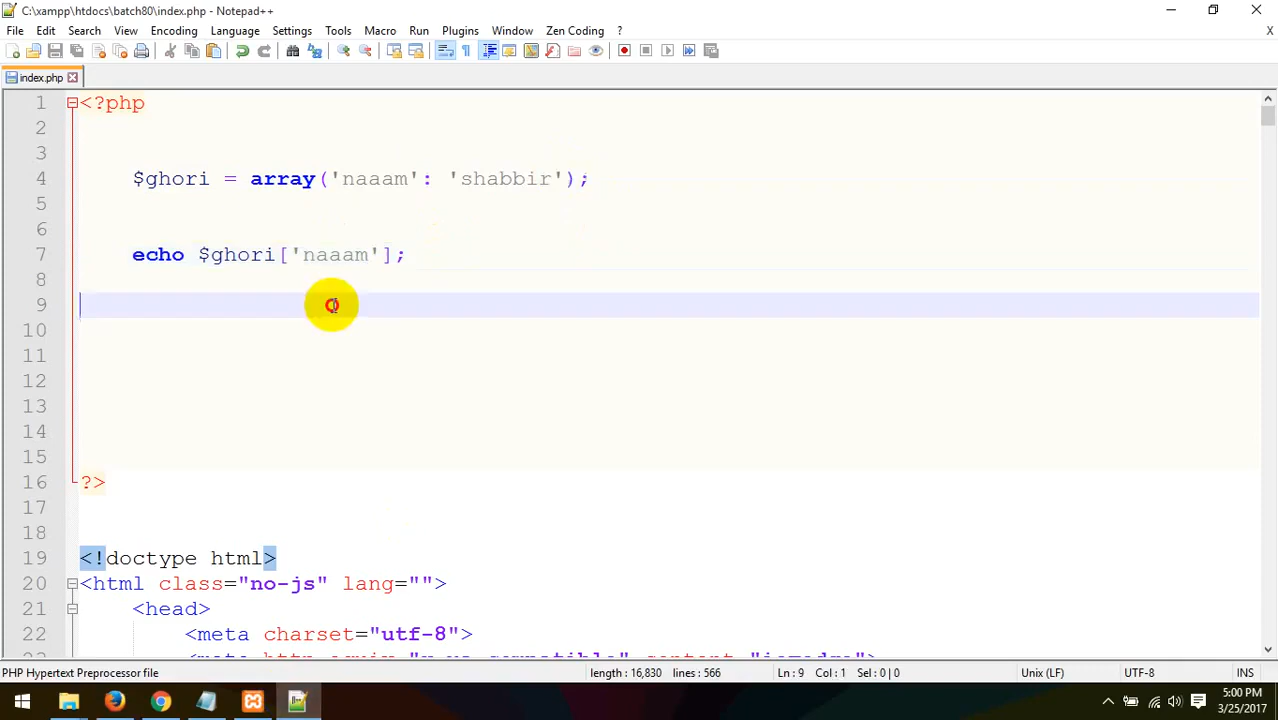 C:\xampp\htdocs\batch80\index.php - Notepad++
File Edit Search View Encoding Language Settings Tools Macro Run Plugins Window Zen Coding ? X
index.php
1 <?php
2
3
4 $ghori = array('naaam': 'shabbir');
5
6
7 echo $ghori['naaam'];
8
9
10
11
12
13
14
15
16 ?>
17
18
19 <!doctype html>
20 <html class="no-js" lang="">
21 <head>
22 <meta charset="utf-8">
PHP Hypertext Preprocessor file length : 16,830 lines : 566 Ln : 9 Col : 1 Sel : 0 | 0 Unix (LF) UTF-8 INS
5:00 PM
3/25/2017